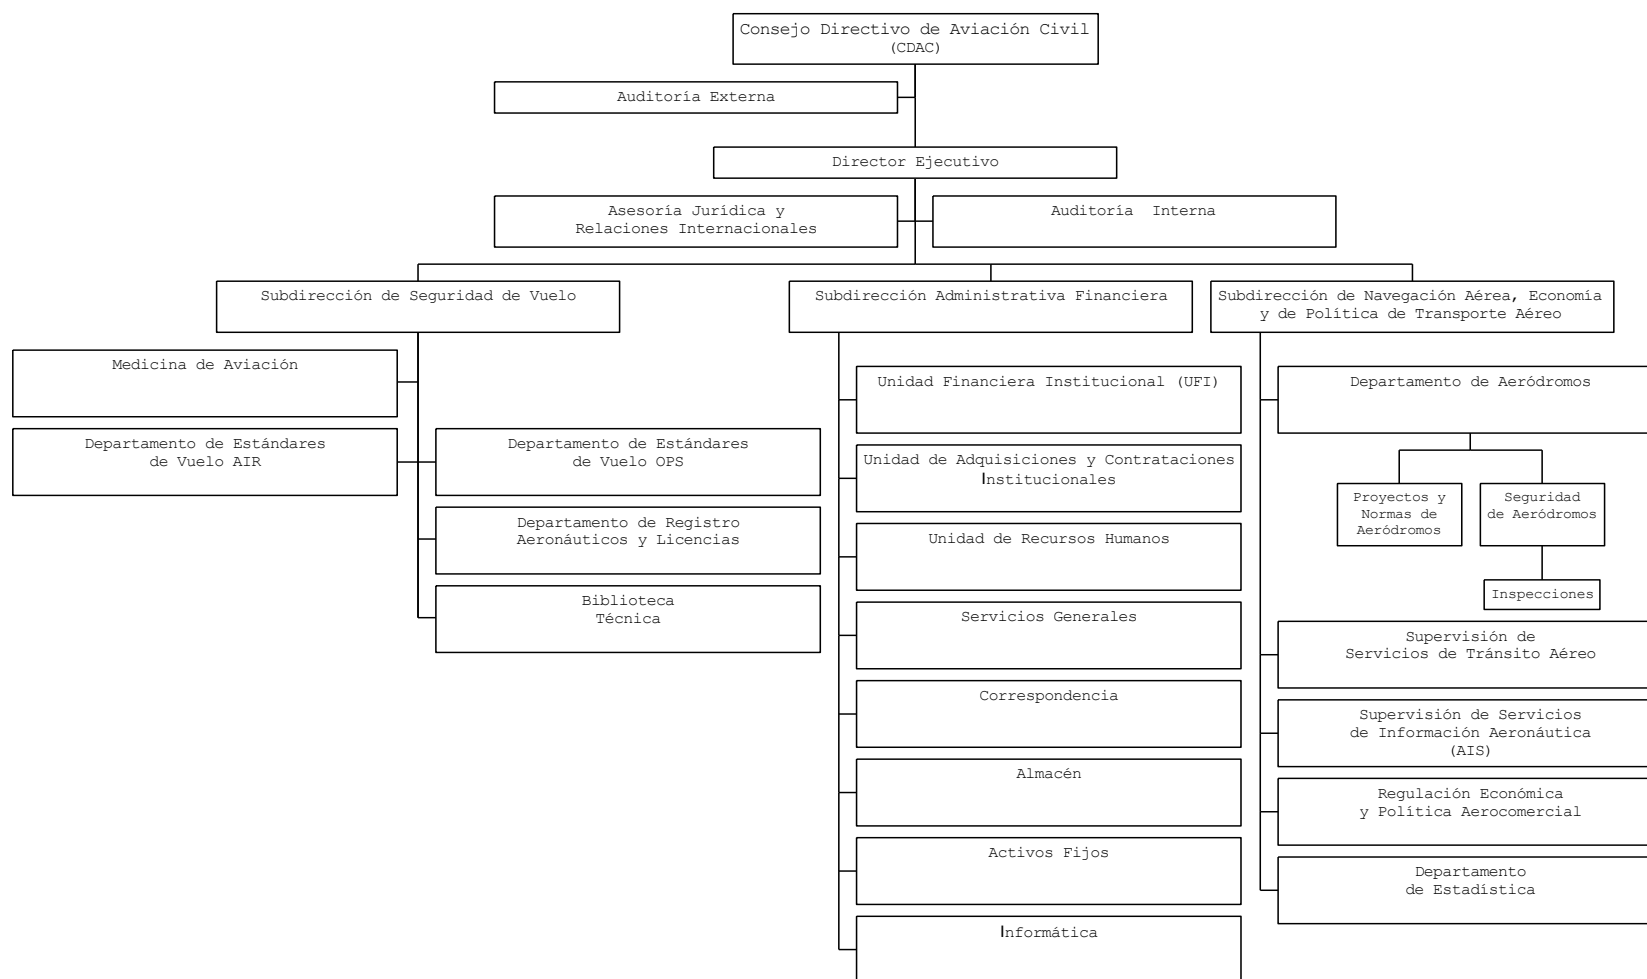 Consejo Directivo de Aviación Civil
(CDAC)
Auditoría Externa
Director Ejecutivo
Asesoría Jurídica y
Relaciones Internacionales
Auditoría Interna
Subdirección de Seguridad de Vuelo
Subdirección Administrativa Financiera
Subdirección de Navegación Aérea, Economía
y de Política de Transporte Aéreo
Medicina de Aviación
Departamento de Estándares
de Vuelo AIR
Departamento de Estándares
de Vuelo OPS
Departamento de Registro
Aeronáuticos y Licencias
Biblioteca
Técnica
Unidad Financiera Institucional (UFI)
Unidad de Adquisiciones y Contrataciones
Institucionales
Unidad de Recursos Humanos
Servicios Generales
Correspondencia
Almacén
Activos Fijos
Informática
Departamento de Aeródromos
Proyectos y
Normas de
Aeródromos
Seguridad
de Aeródromos
Inspecciones
Supervisión de
Servicios de Tránsito Aéreo
Supervisión de Servicios
de Información Aeronáutica
(AIS)
Regulación Económica
y Política Aerocomercial
Departamento
de Estadística